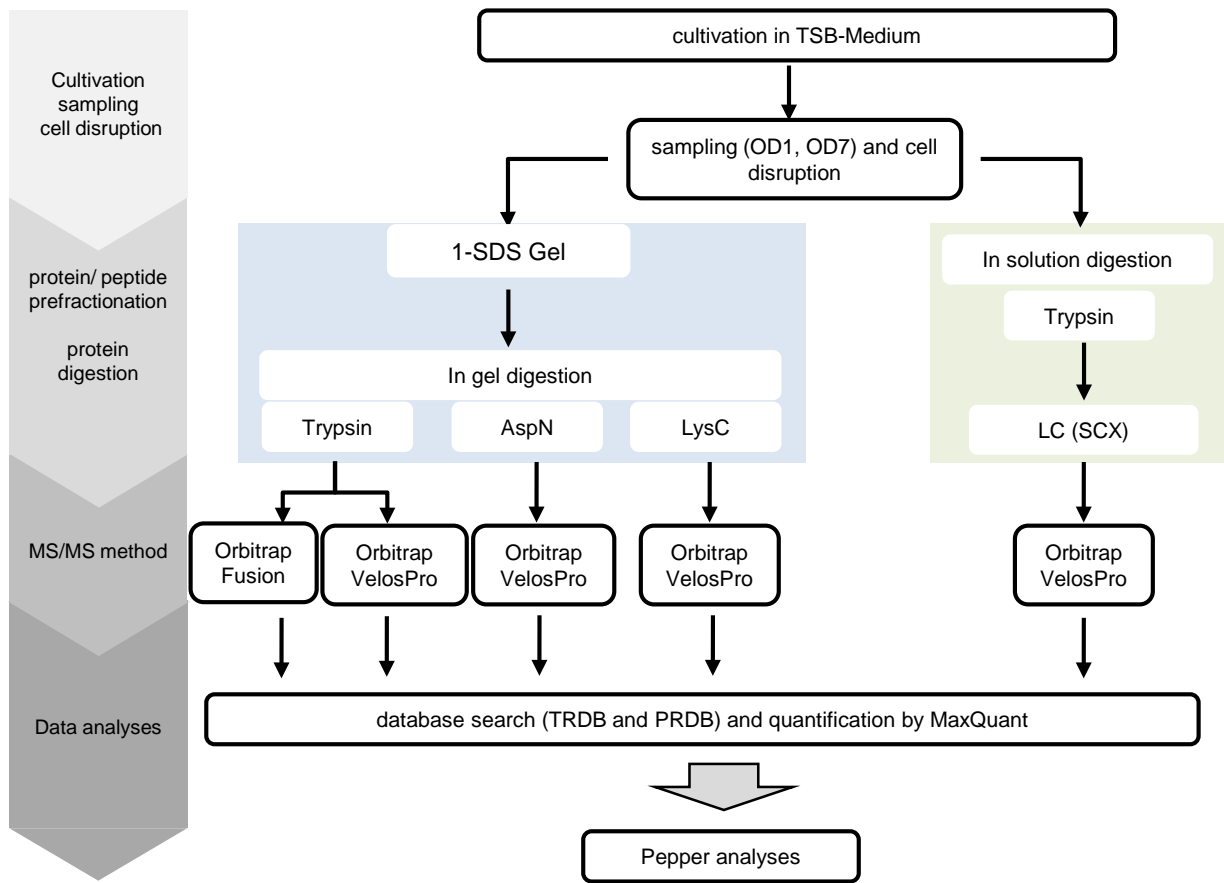 Cultivation
sampling
cell disruption
protein/ peptide
prefractionation
protein
digestion
MS/MS method
Data analyses
cultivation in TSB-Medium
sampling (OD1, OD7) and cell
disruption
1-SDS Gel
In gel digestion
Trypsin
AspN
LysC
In solution digestion
Trypsin
LC (SCX)
Orbitrap
Fusion
Orbitrap
VelosPro
Orbitrap
VelosPro
Orbitrap
VelosPro
Orbitrap
VelosPro
database search (TRDB and PRDB) and quantification by MaxQuant
Pepper analyses